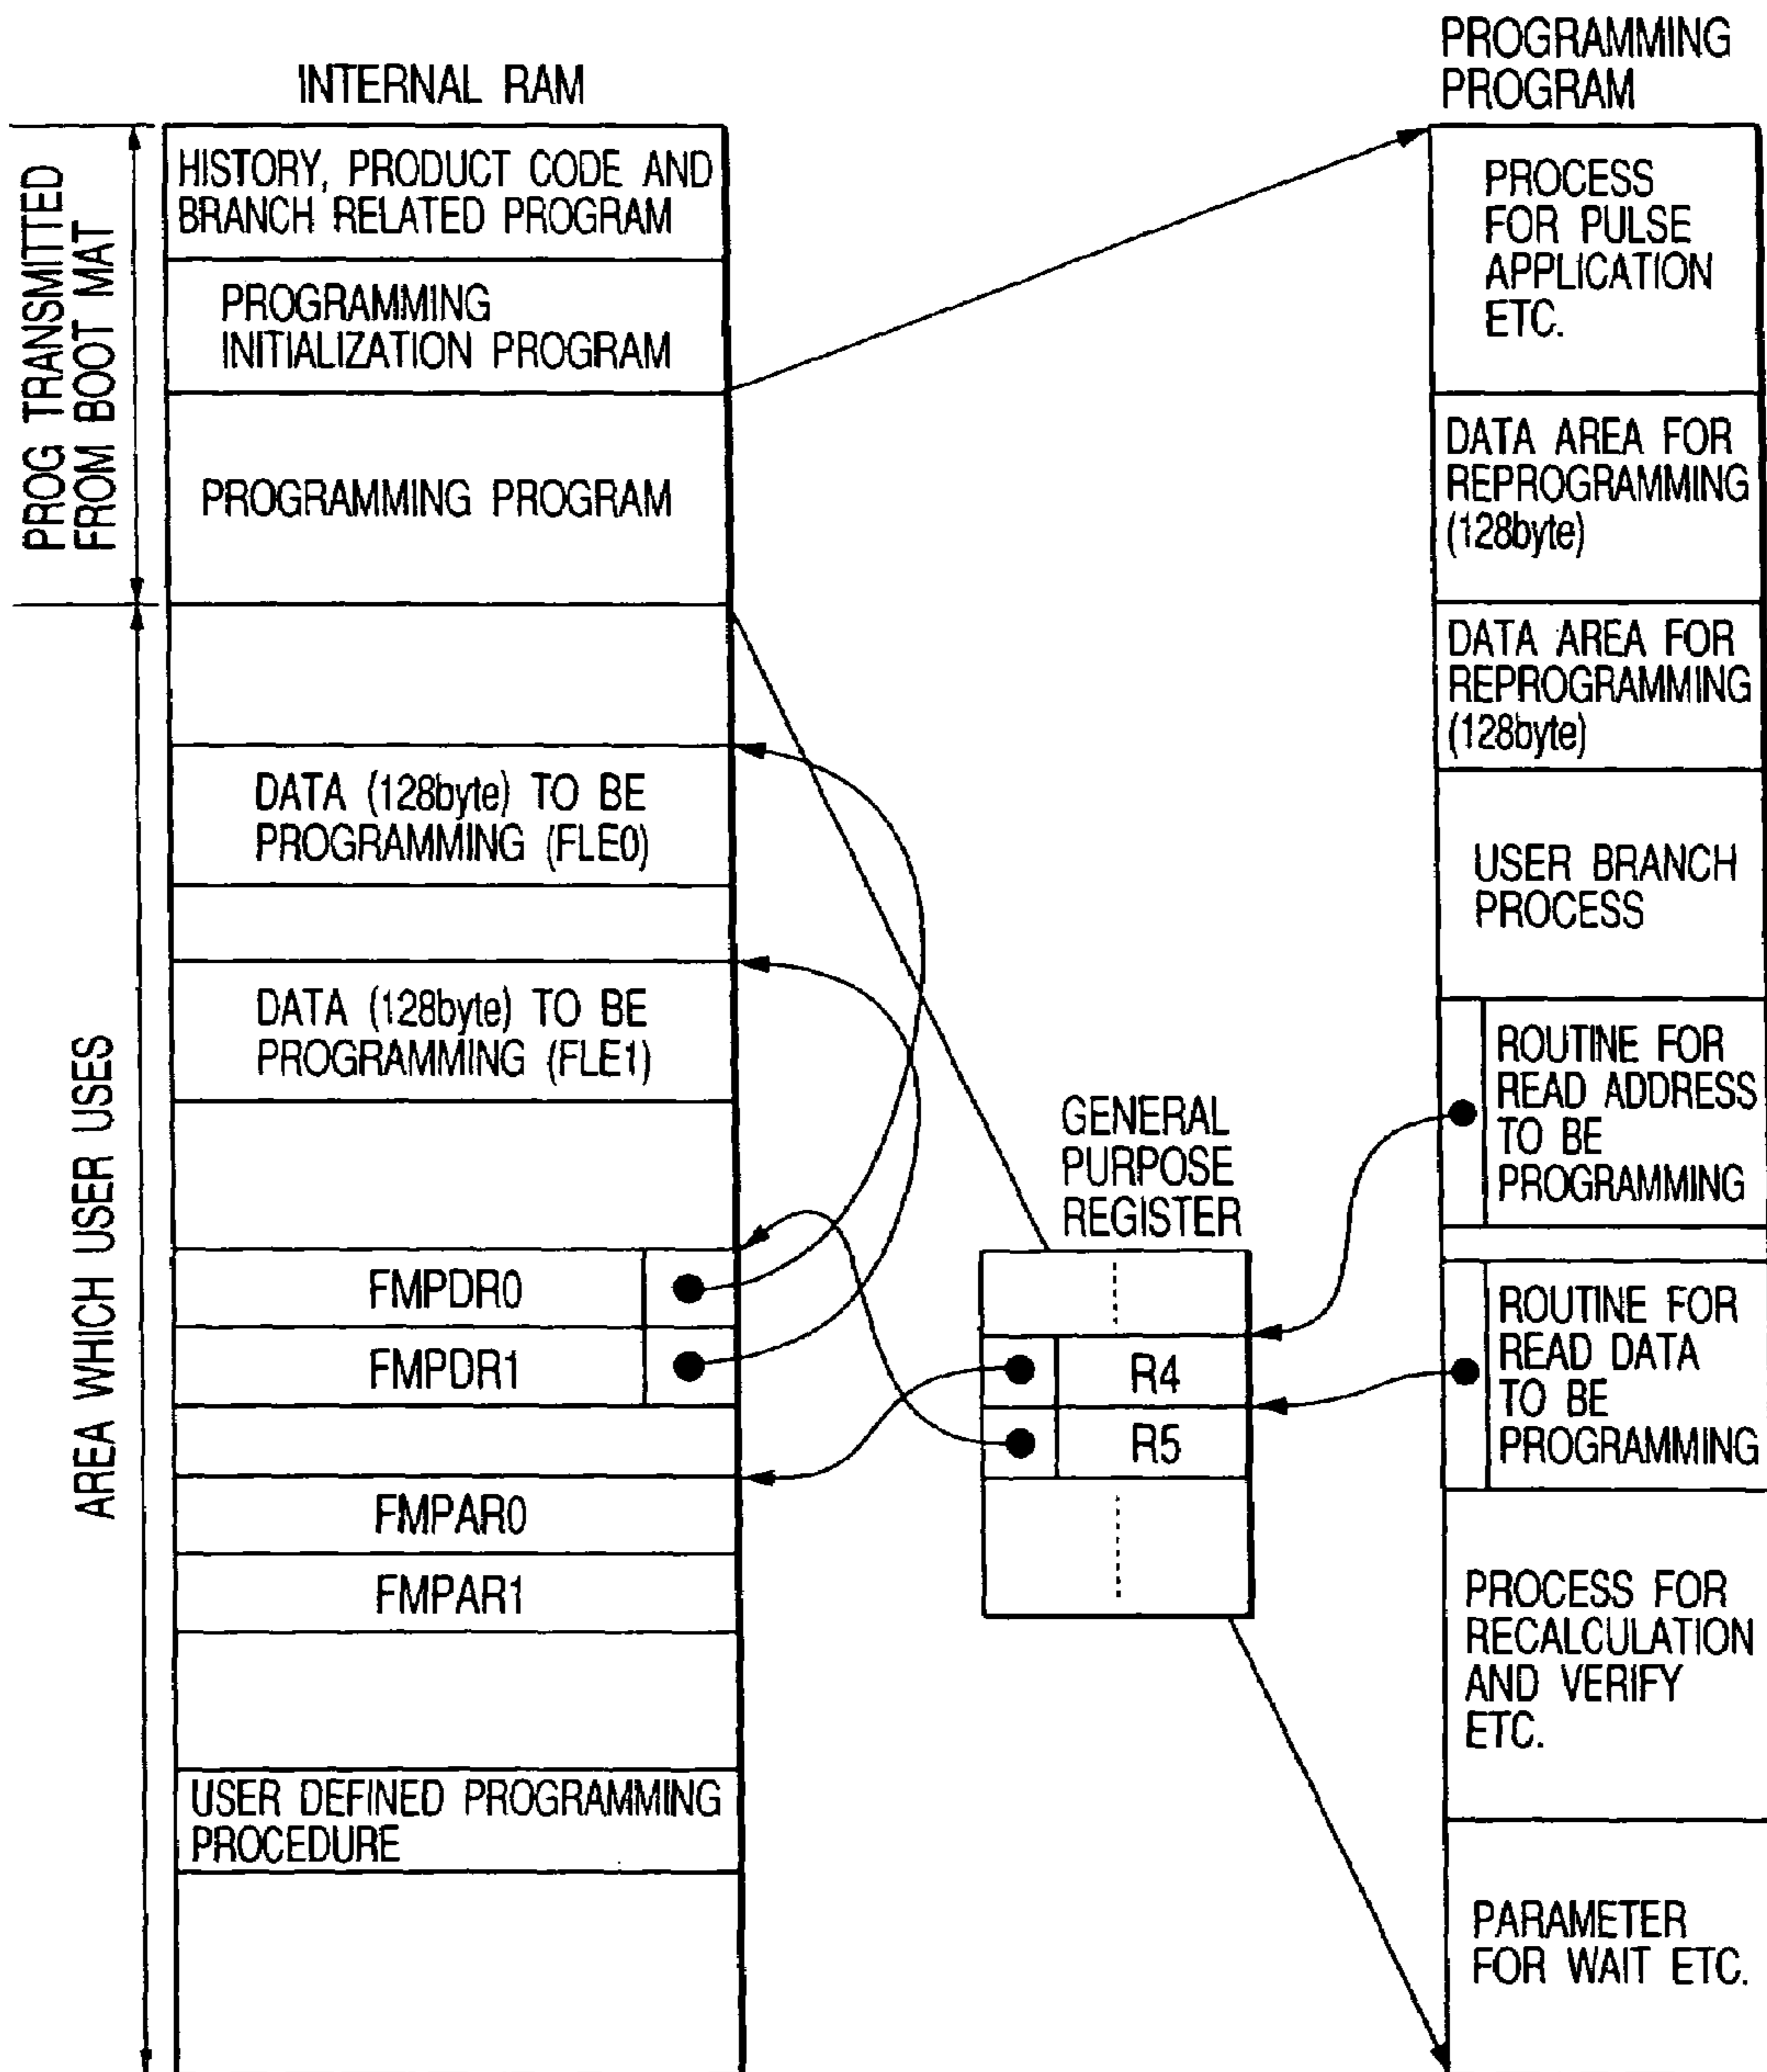 INTERNAL RAM
PROG TRANSMITTED
FROM BOOT MAT
HISTORY, PRODUCT CODE AND
BRANCH RELATED PROGRAM
PROGRAMMING
INITIALIZATION PROGRAM
PROGRAMMING PROGRAM
AREA WHICH USER USES
DATA (128byte) TO BE
PROGRAMMING (FLE0)
DATA (128byte) TO BE
PROGRAMMING (FLE1)
FMPDR0
FMPDR1
FMPAR0
FMPAR1
USER DEFINED PROGRAMMING
PROCEDURE
GENERAL
PURPOSE
REGISTER
R4
R5
PROGRAMMING
PROGRAM
PROCESS
FOR PULSE
APPLICATION
ETC.
DATA AREA FOR
REPROGRAMMING
(128byte)
DATA AREA FOR
REPROGRAMMING
(128byte)
USER BRANCH
PROCESS
ROUTINE FOR
READ ADDRESS
TO BE
PROGRAMMING
ROUTINE FOR
READ DATA
TO BE
PROGRAMMING
PROCESS FOR
RECALCULATION
AND VERIFY
ETC.
PARAMETER
FOR WAIT ETC.